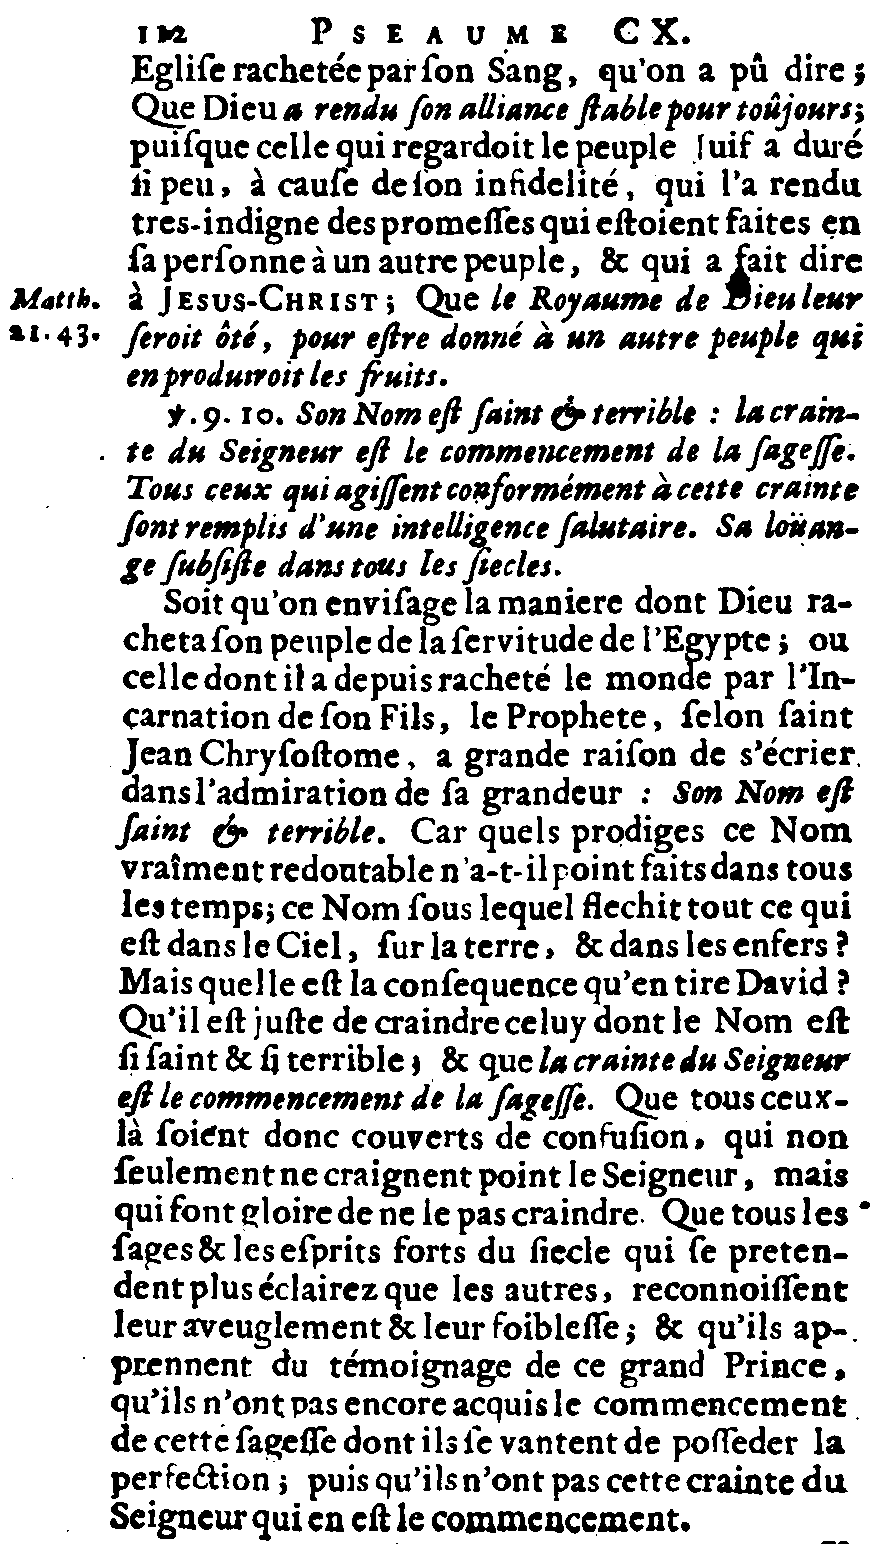 112 PSEAUME CX.
Egliſe rachetée par ſon Sang, qu'on a pû dire ;
Que Dieu a rendu ſon alliance ſtable pour toûjours;
puiſque celle qui regardoit le peuple Juif a duré
ſi peu, à cauſe de ſon infidelité, qui l'a rendu
tres-indigne des promeſſes qui eſtoient faites en
ſa perſonne à un autre peuple, & qui a fait dire
à JESUS-CHRIST ; Que le Royaume de Dieu leur
Matth.
21. 43.
ſeroit ôté, pour eſtre donné à un autre peuple qui
en produiroit les fruits.
℣. 9. 10. Son Nom eſt ſaint & terrible : la crain-
te du Seigneur eſt le commencement de la ſageſſe.
Tous ceux qui agiſſent conformément à cette crainte
ſont remplis d'une intelligence ſalutaire. Sa loüan-
ge ſubſiſte dans tous les ſiecles.
Soit qu'on enviſage la maniere dont Dieu ra-
cheta ſon peuple de la ſervitude de l'Egypte ; ou
celle dont il a depuis racheté le monde par l'In-
carnation de ſon Fils, le Prophete, ſelon ſaint
Jean Chryſoſtome, a grande raiſon de s'écrier
dans l'admiration de ſa grandeur : Son Nom eſt
ſaint & terrible. Car quels prodiges ce Nom
vraîment redoutable n'a-t-il point faits dans tous
les temps; ce Nom ſous lequel flechit tout ce qui
eſt dans le Ciel, ſur la terre, & dans les enfers ?
Mais quelle eſt la conſequence qu'en tire David ?
Qu'il eſt juſte de craindre celuy dont le Nom eſt
ſi ſaint & ſi terrible ; & que la crainte du Seigneur
eſt le commencement de la ſageſſe. Que tous ceux-
là ſoient donc couverts de confuſion, qui non
ſeulement ne craignent point le Seigneur, mais
qui font gloire de ne le pas craindre. Que tous les
ſages & les eſprits forts du ſiecle qui ſe preten-
dent plus éclairez que les autres, reconnoiſſent
leur aveuglement & leur foibleſſe ; & qu'ils ap-
prennent du témoignage de ce grand Prince,
qu'ils n'ont pas encore acquis le commencement
de cette ſageſſe dont ils ſe vantent de poſſeder la
perfection ; puis qu'ils n'ont pas cette crainte du
Seigneur qui en eſt le commencement.